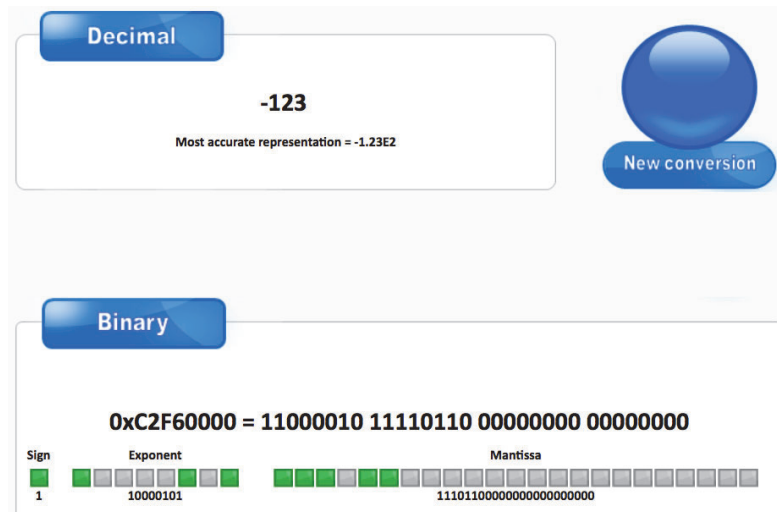 Decimal
-123
Most accurate representation = -1.23E2
New conversion
Binary
0xC2F60000 = 11000010 11110110 00000000 00000000
Sign Exponent Mantissa
1 10000101 11101100000000000000000